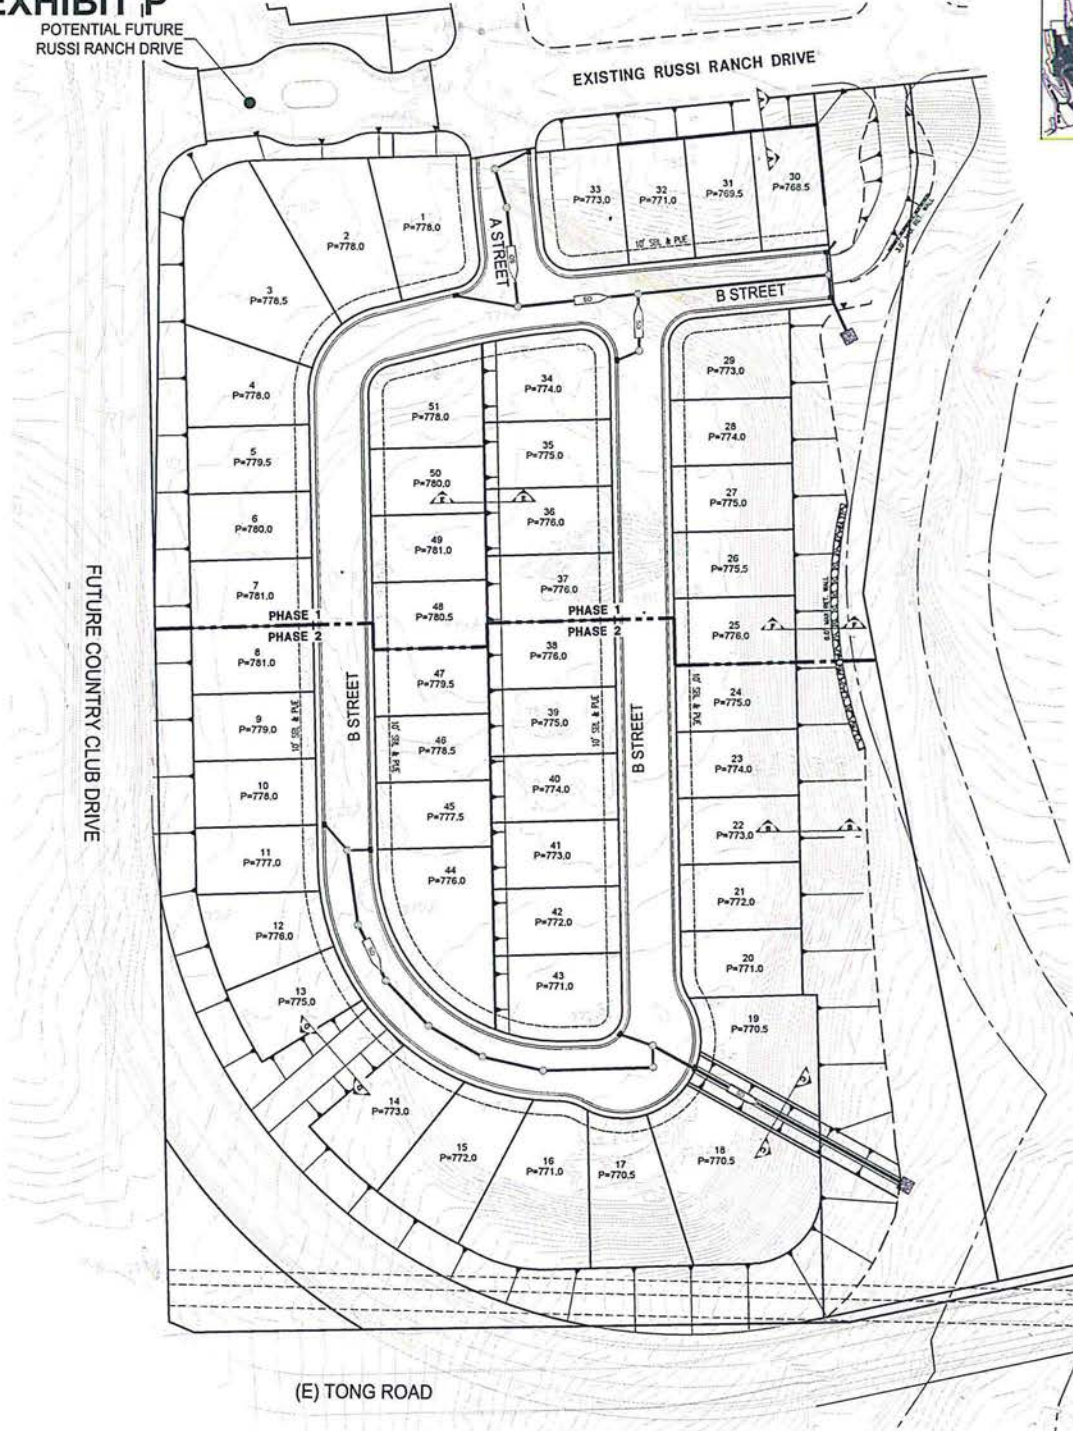 EXHIBIT P
POTENTIAL FUTURE
RUSSI RANCH DRIVE
EXISTING RUSSI RANCH DRIVE
33
P=773.0
32
P=771.0
31
P=769.5
30
P=768.5
10' SDL & PUE
1
P=778.0
2
P=778.0
3
P=778.5
A STREET
B STREET
SD
SD
SD
4
P=778.0
5
P=779.5
6
P=780.0
7
P=781.0
51
P=778.0
50
P=780.0
49
P=781.0
48
P=780.5
34
P=774.0
35
P=775.0
36
P=776.0
37
P=776.0
29
P=773.0
28
P=774.0
27
P=775.0
26
P=775.5
25
P=776.0
E
E
F
F
PHASE 1
PHASE 2
PHASE 1
PHASE 2
FUTURE COUNTRY CLUB DRIVE
8
P=781.0
9
P=779.0
10
P=778.0
11
P=777.0
12
P=776.0
13
P=775.0
10' SDL & PUE
B STREET
10' SDL & PUE
47
P=779.5
46
P=778.5
45
P=777.5
44
P=776.0
38
P=776.0
39
P=775.0
40
P=774.0
41
P=773.0
42
P=772.0
43
P=771.0
10' SDL & PUE
B STREET
10' SDL & PUE
24
P=775.0
23
P=774.0
22
P=773.0
B
B
21
P=772.0
20
P=771.0
19
P=770.5
SD
D
D
14
P=773.0
15
P=772.0
16
P=771.0
17
P=770.5
18
P=770.5
C
C
SD
(E) TONG ROAD